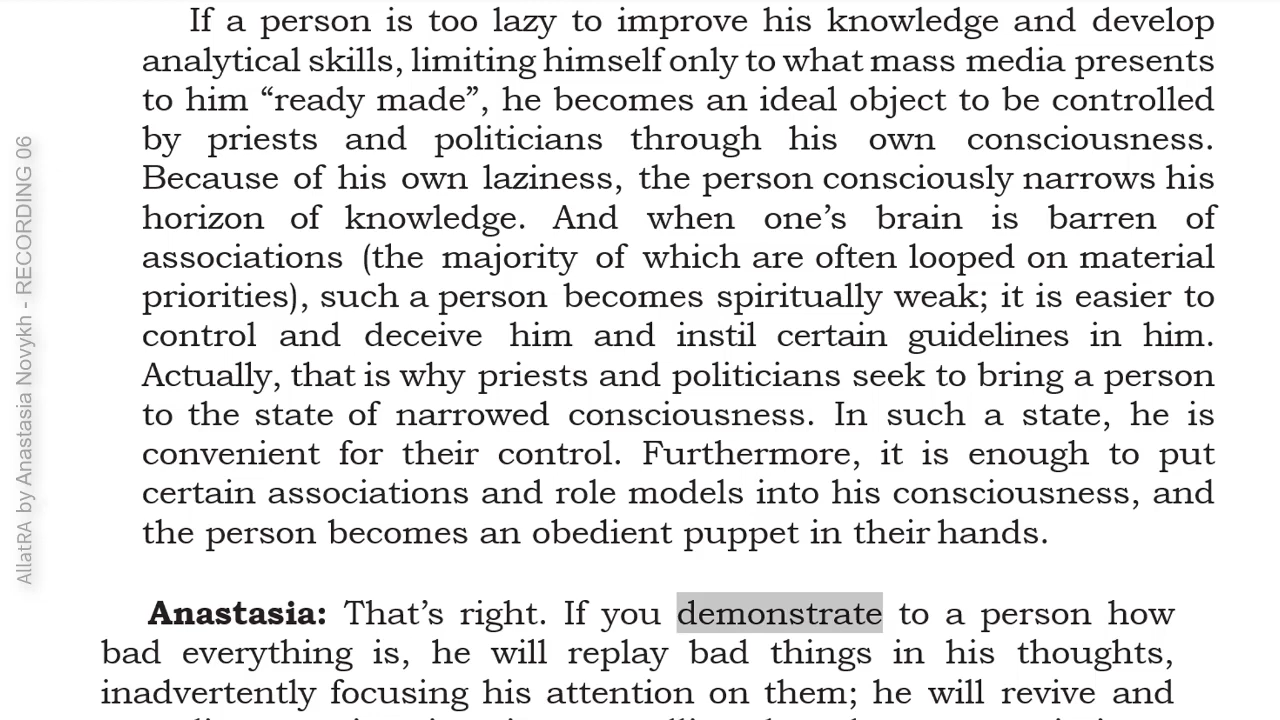 If a person is too lazy to improve his knowledge and develop
analytical skills, limiting himself only to what mass media presents
to him “ready made”, he becomes an ideal object to be controlled
by priests and politicians through his own consciousness.
Because of his own laziness, the person consciously narrows his
horizon of knowledge. And when one’s brain is barren of
associations (the majority of which are often looped on material
priorities), such a person becomes spiritually weak; it is easier to
control and deceive him and instil certain guidelines in him.
Actually, that is why priests and politicians seek to bring a person
to the state of narrowed consciousness. In such a state, he is
convenient for their control. Furthermore, it is enough to put
certain associations and role models into his consciousness, and
the person becomes an obedient puppet in their hands.
Anastasia: That’s right. If you demonstrate to a person how
bad everything is, he will replay bad things in his thoughts,
inadvertently focusing his attention on them; he will revive and
AllatRA by Anastasia Novykh - RECORDING 06